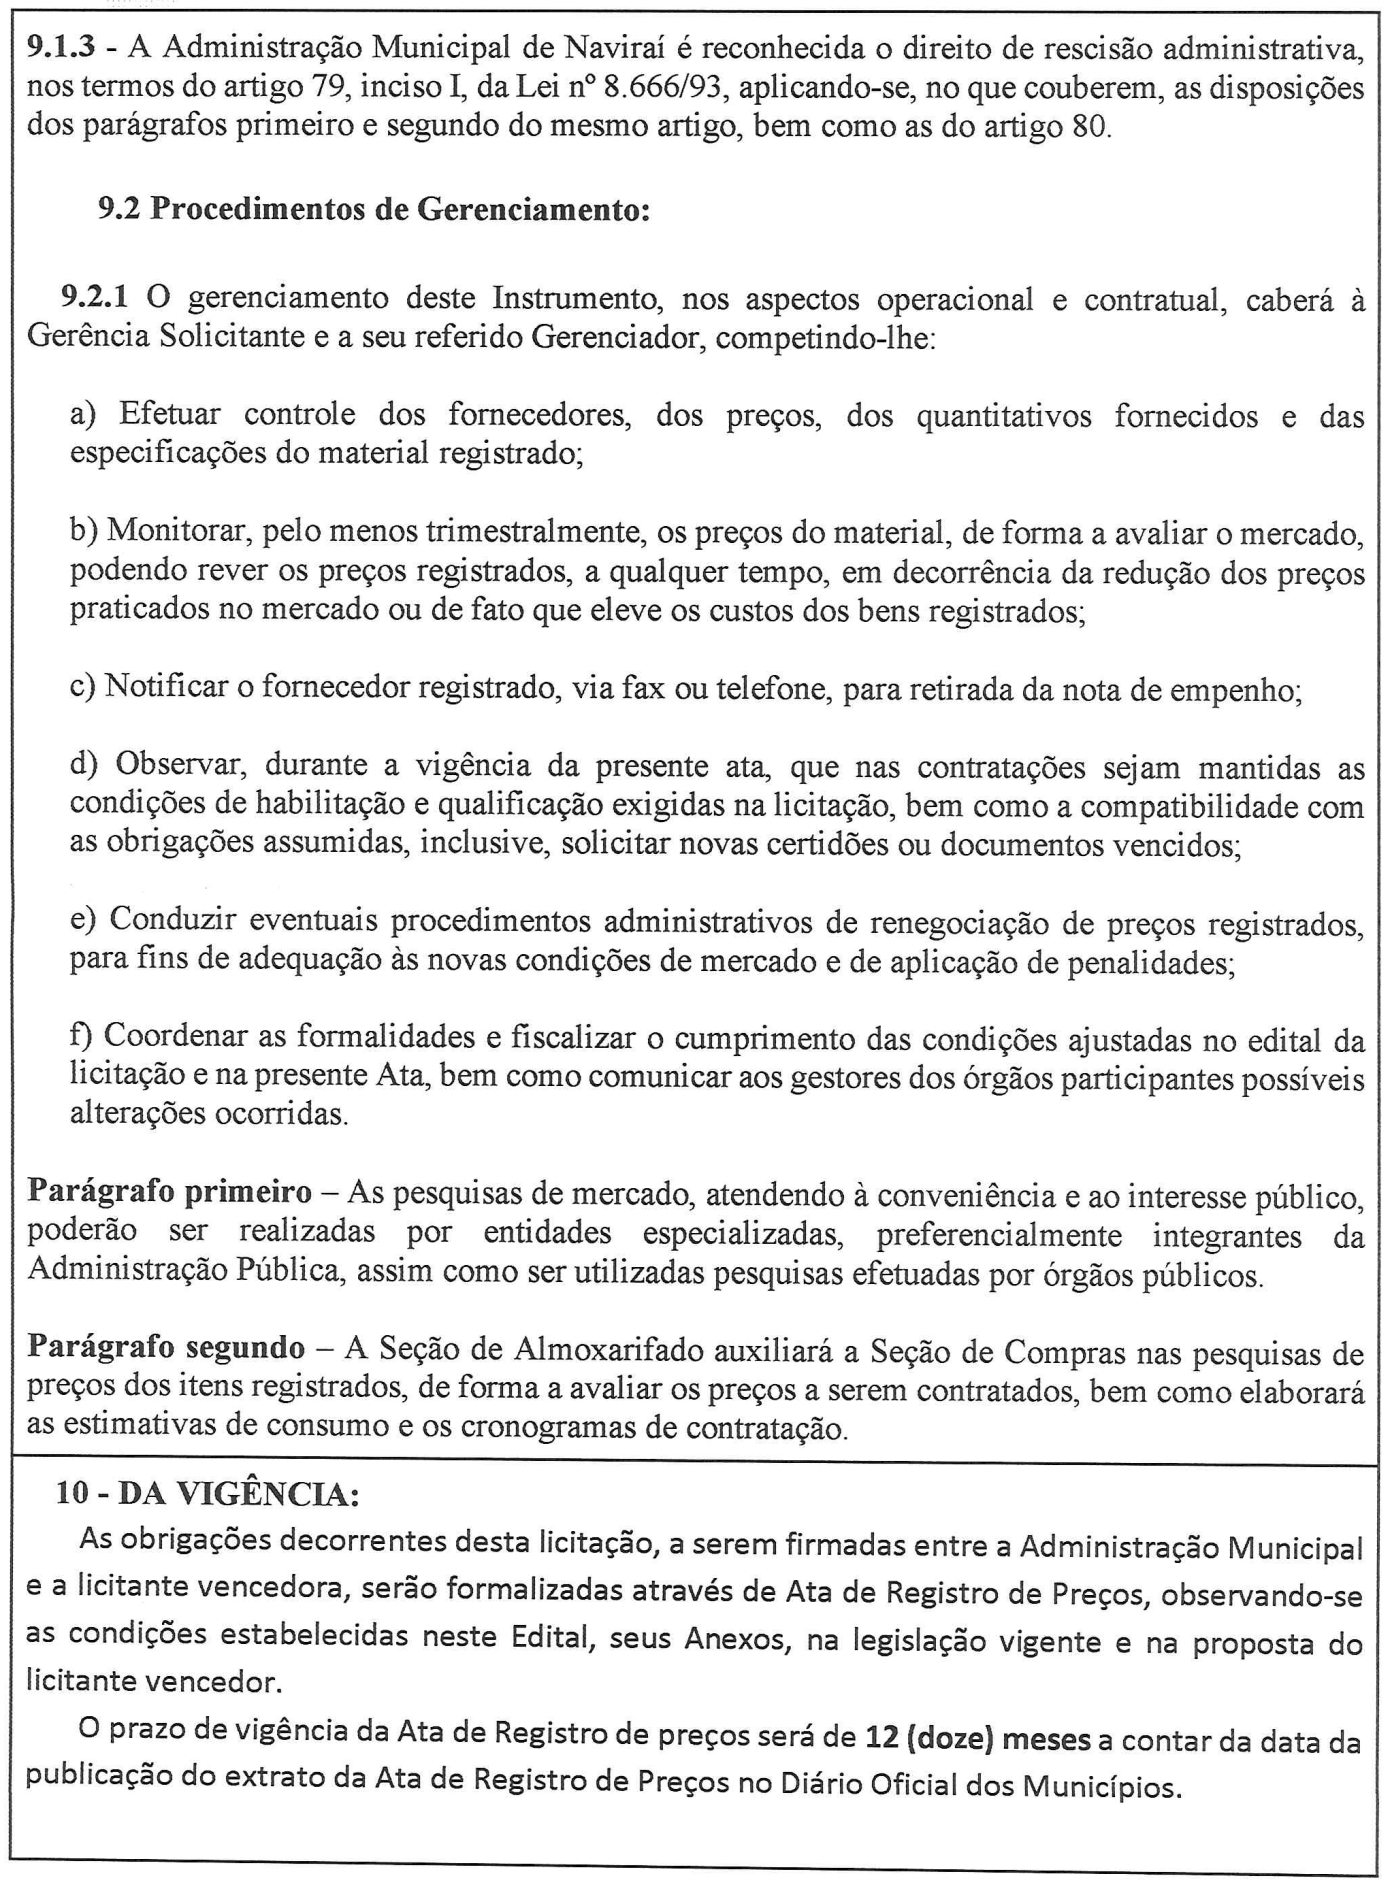 9.1.3 - A Administração Municipal de Naviraí é reconhecida o direito de rescisão administrativa,
nos termos do artigo 79, inciso I, da Lei nº 8.666/93, aplicando-se, no que couberem, as disposições
dos parágrafos primeiro e segundo do mesmo artigo, bem como as do artigo 80.
9.2 Procedimentos de Gerenciamento:
9.2.1 O gerenciamento deste Instrumento, nos aspectos operacional e contratual, caberá à
Gerência Solicitante e a seu referido Gerenciador, competindo-lhe:
a) Efetuar controle dos fornecedores, dos preços, dos quantitativos fornecidos e das
especificações do material registrado;
b) Monitorar, pelo menos trimestralmente, os preços do material, de forma a avaliar o mercado,
podendo rever os preços registrados, a qualquer tempo, em decorrência da redução dos preços
praticados no mercado ou de fato que eleve os custos dos bens registrados;
c) Notificar o fornecedor registrado, via fax ou telefone, para retirada da nota de empenho;
d) Observar, durante a vigência da presente ata, que nas contratações sejam mantidas as
condições de habilitação e qualificação exigidas na licitação, bem como a compatibilidade com
as obrigações assumidas, inclusive, solicitar novas certidões ou documentos vencidos;
e) Conduzir eventuais procedimentos administrativos de renegociação de preços registrados,
para fins de adequação às novas condições de mercado e de aplicação de penalidades;
f) Coordenar as formalidades e fiscalizar o cumprimento das condições ajustadas no edital da
licitação e na presente Ata, bem como comunicar aos gestores dos órgãos participantes possíveis
alterações ocorridas.
Parágrafo primeiro – As pesquisas de mercado, atendendo à conveniência e ao interesse público,
poderão ser realizadas por entidades especializadas, preferencialmente integrantes da
Administração Pública, assim como ser utilizadas pesquisas efetuadas por órgãos públicos.
Parágrafo segundo – A Seção de Almoxarifado auxiliará a Seção de Compras nas pesquisas de
preços dos itens registrados, de forma a avaliar os preços a serem contratados, bem como elaborará
as estimativas de consumo e os cronogramas de contratação.
10 - DA VIGÊNCIA:
As obrigações decorrentes desta licitação, a serem firmadas entre a Administração Municipal
e a licitante vencedora, serão formalizadas através de Ata de Registro de Preços, observando-se
as condições estabelecidas neste Edital, seus Anexos, na legislação vigente e na proposta do
licitante vencedor.
O prazo de vigência da Ata de Registro de preços será de 12 (doze) meses a contar da data da
publicação do extrato da Ata de Registro de Preços no Diário Oficial dos Municípios.